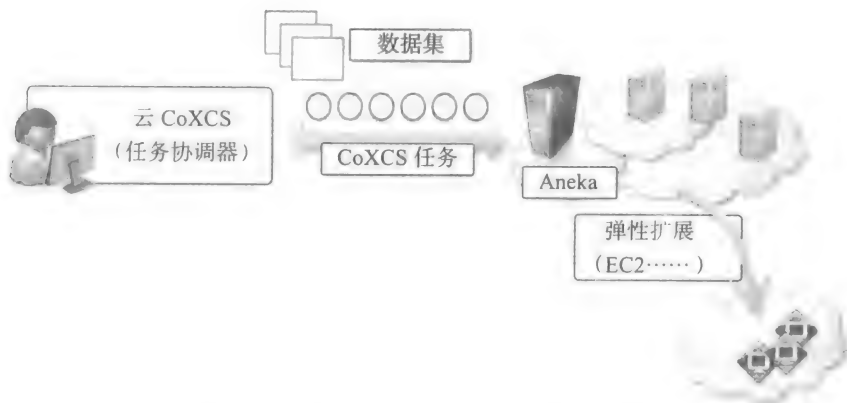 数据集
云 CoXCS
（任务协调器）
CoXCS 任务
Aneka
弹性扩展
（EC2……）